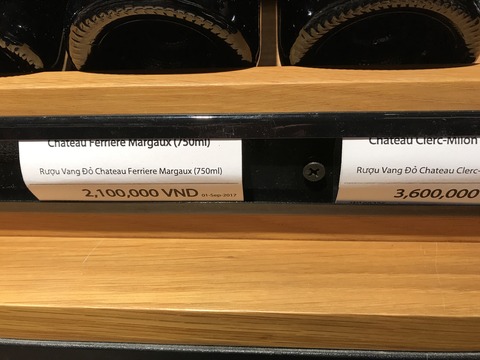 Chateau Ferriere Margaux (750ml)
Rượu Vang Đỏ Chateau Ferriere Margaux (750ml)
2,100,000 VND 01-Sep-2017
Chateau Clerc-Milon
Rượu Vang Đỏ Chateau Clerc-
3,600,000